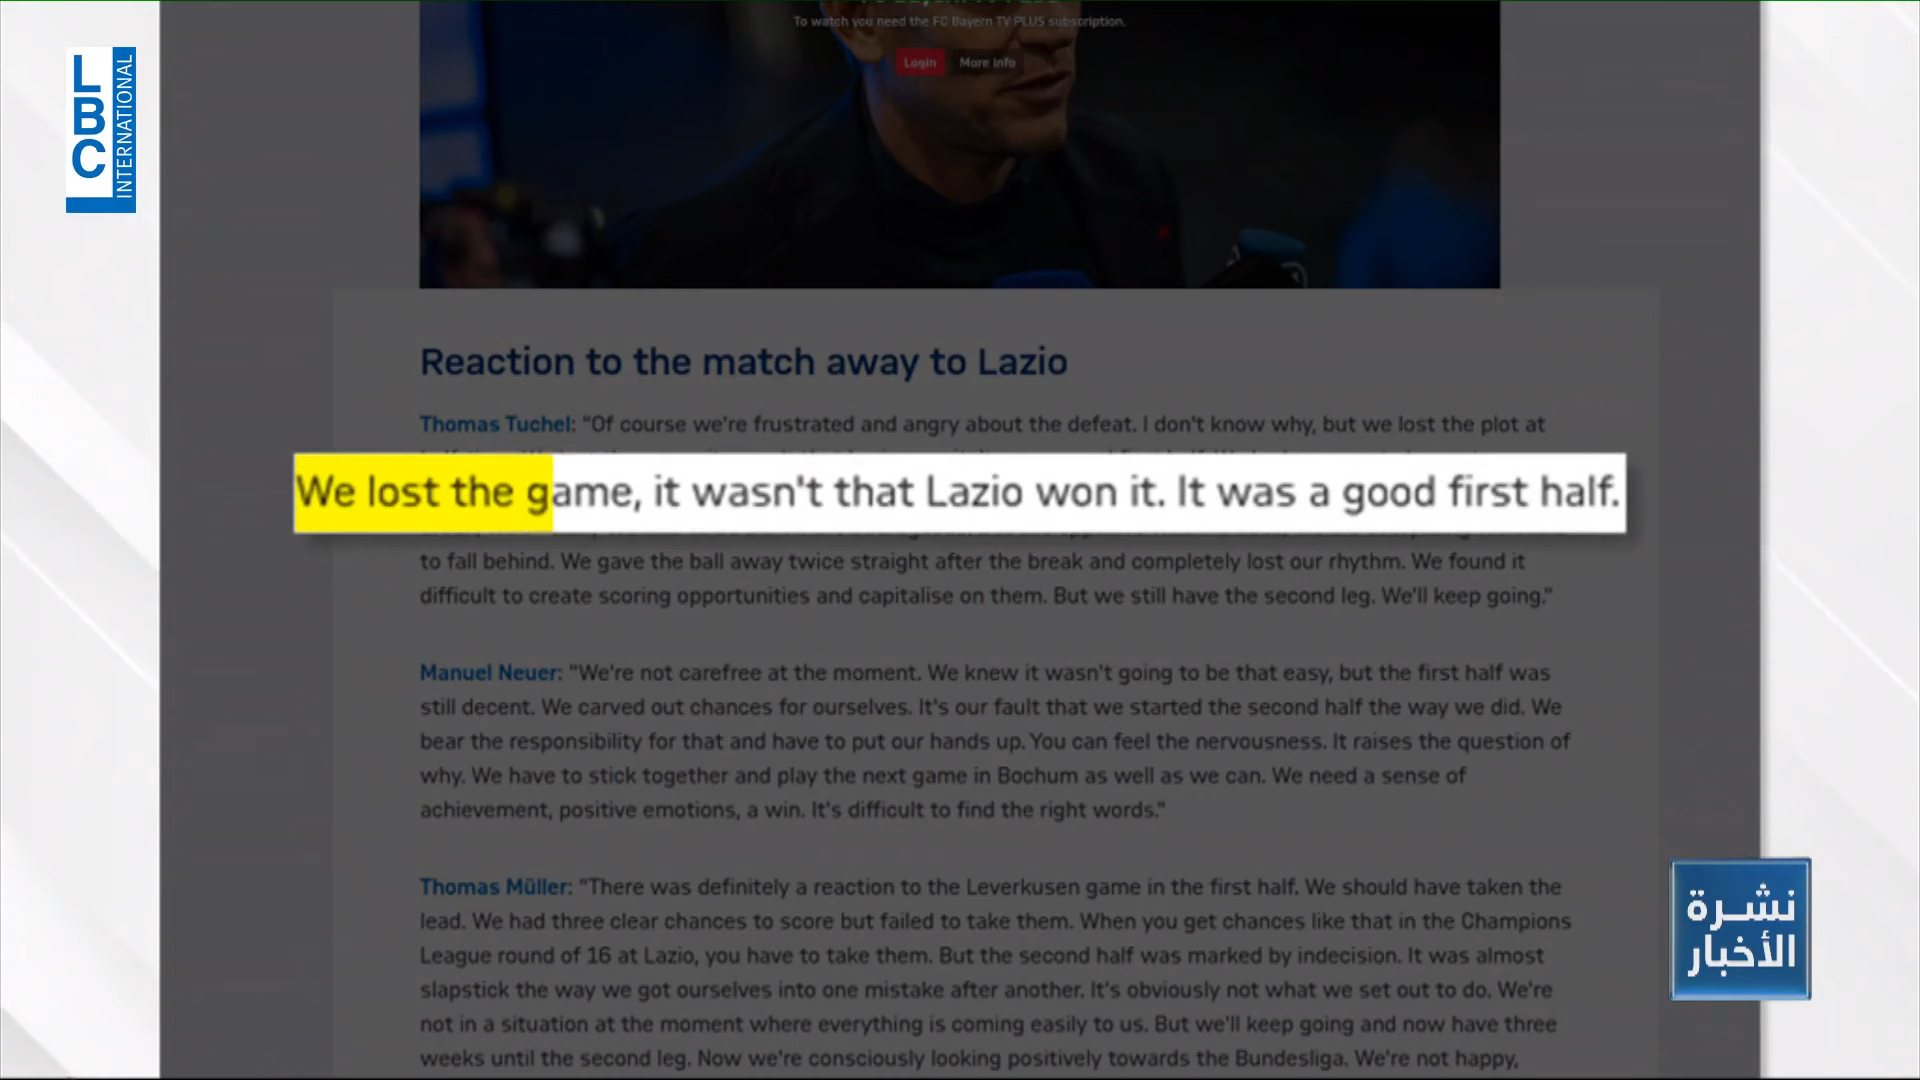 LBC
INTERNATIONAL
To watch you need the FC Bayern TV PLUS subscription.
Login More info
Reaction to the match away to Lazio
Thomas Tuchel: "Of course we're frustrated and angry about the defeat. I don't know why, but we lost the plot at
We lost the game, it wasn't that Lazio won it. It was a good first half.
to fall behind. We gave the ball away twice straight after the break and completely lost our rhythm. We found it
difficult to create scoring opportunities and capitalise on them. But we still have the second leg. We'll keep going."
Manuel Neuer: "We're not carefree at the moment. We knew it wasn't going to be that easy, but the first half was
still decent. We carved out chances for ourselves. It's our fault that we started the second half the way we did. We
bear the responsibility for that and have to put our hands up. You can feel the nervousness. It raises the question of
why. We have to stick together and play the next game in Bochum as well as we can. We need a sense of
achievement, positive emotions, a win. It's difficult to find the right words."
Thomas Müller: "There was definitely a reaction to the Leverkusen game in the first half. We should have taken the
lead. We had three clear chances to score but failed to take them. When you get chances like that in the Champions
League round of 16 at Lazio, you have to take them. But the second half was marked by indecision. It was almost
slapstick the way we got ourselves into one mistake after another. It's obviously not what we set out to do. We're
not in a situation at the moment where everything is coming easily to us. But we'll keep going and now have three
weeks until the second leg. Now we're consciously looking positively towards the Bundesliga. We're not happy,
نشرة
الأخبار